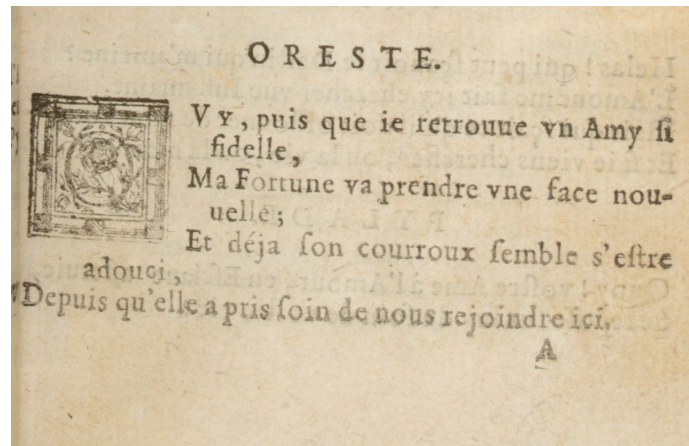 ORESTE.
OVY, puis que ie retrouue vn Amy ſi
fidelle,
Ma Fortune va prendre vne face nou-
uelle ;
Et déja ſon courroux ſemble s'eſtre
adouci,
Depuis qu'elle a pris ſoin de nous rejoindre ici.
A